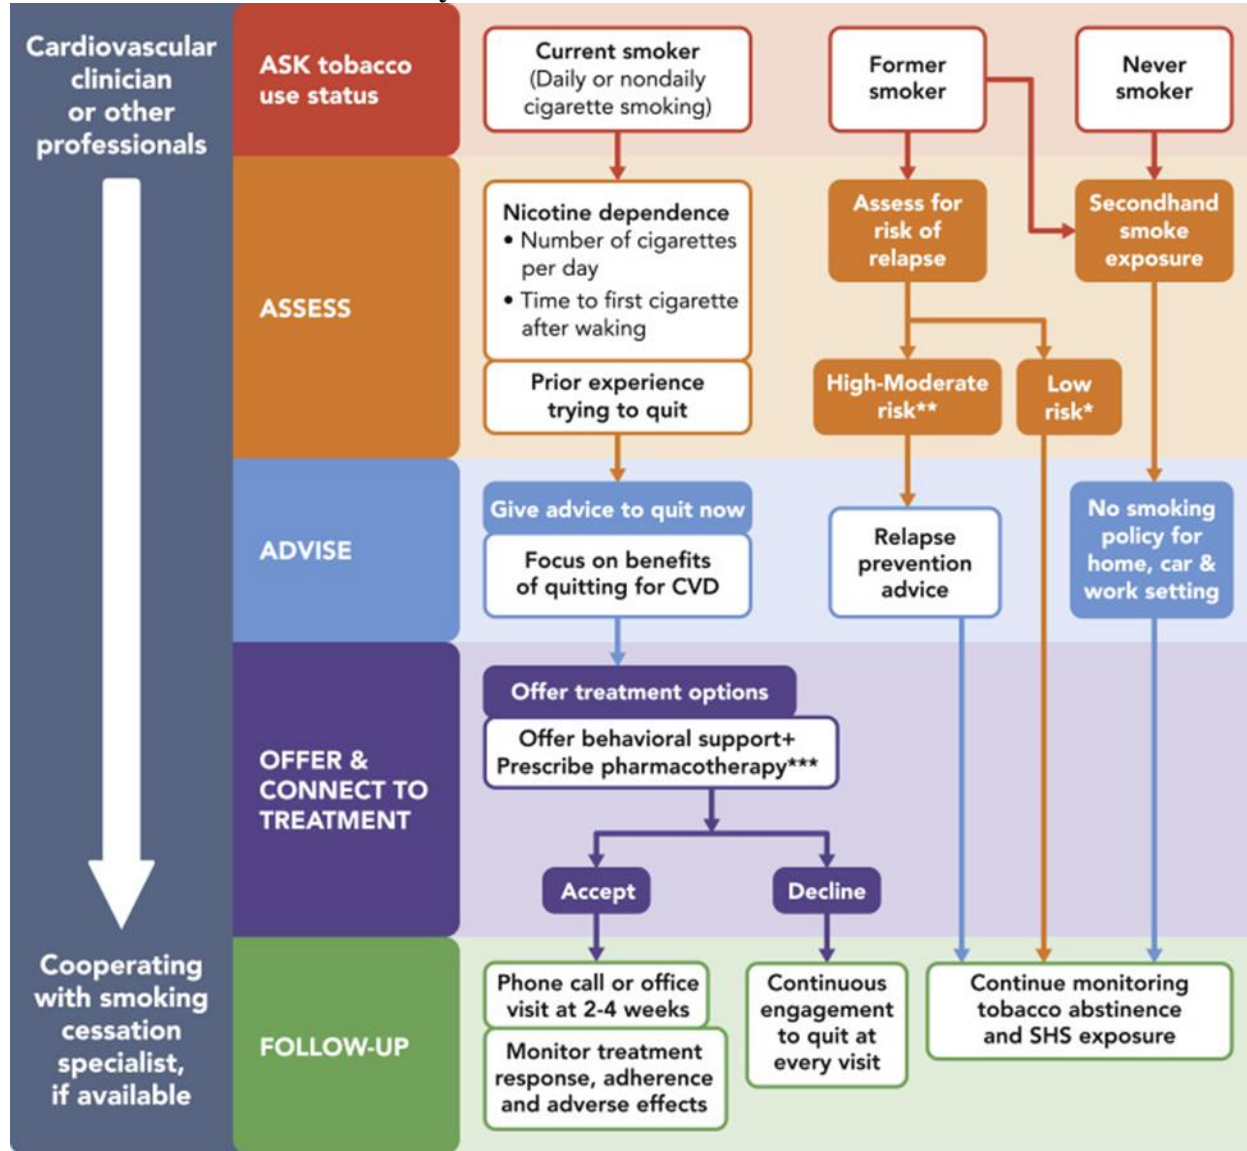 Cardiovascular
clinician
or other
professionals
Cooperating
with smoking
cessation
specialist,
if available
ASK tobacco
use status
Current smoker
(Daily or nondaily
cigarette smoking)
Former
smoker
Never
smoker
ASSESS
Nicotine dependence
• Number of cigarettes
per day
• Time to first cigarette
after waking
Prior experience
trying to quit
Assess for
risk of
relapse
Secondhand
smoke
exposure
High-Moderate
risk**
Low
risk*
ADVISE
Give advice to quit now
Focus on benefits
of quitting for CVD
Relapse
prevention
advice
No smoking
policy for
home, car &
work setting
OFFER &
CONNECT TO
TREATMENT
Offer treatment options
Offer behavioral support+
Prescribe pharmacotherapy***
Accept
Decline
FOLLOW-UP
Phone call or office
visit at 2-4 weeks
Monitor treatment
response, adherence
and adverse effects
Continuous
engagement
to quit at
every visit
Continue monitoring
tobacco abstinence
and SHS exposure